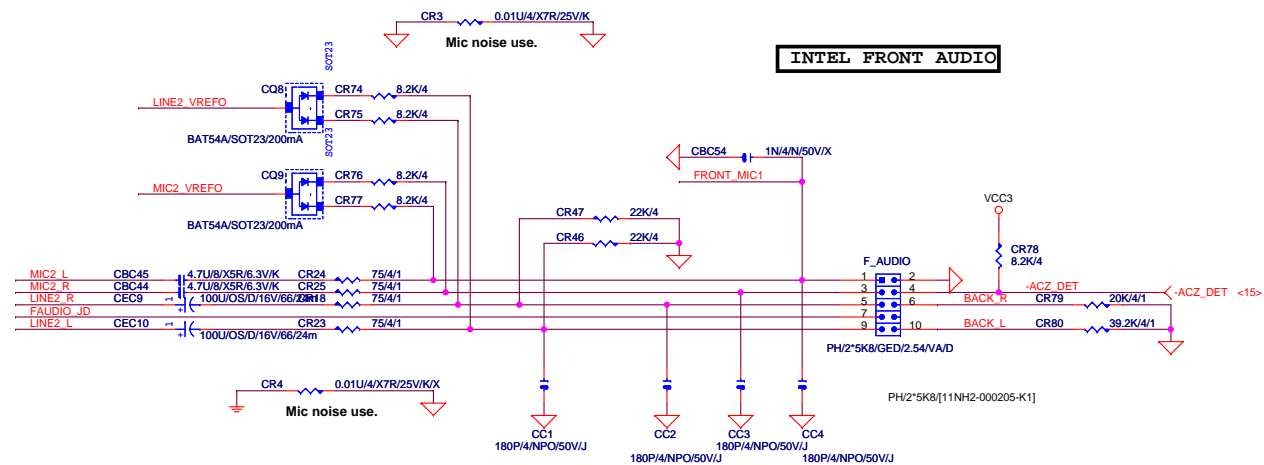 CR3 0.01U/4/X7R/25V/K
Mic noise use.
INTEL FRONT AUDIO
SOT23
CQ8
LINE2_VREFO
CR74 8.2K/4
CR75 8.2K/4
BAT54A/SOT23/200mA
SOT23
CQ9
MIC2_VREFO
CR76 8.2K/4
CR77 8.2K/4
BAT54A/SOT23/200mA
CBC54 1N/4/N/50V/X
FRONT_MIC1
VCC3
CR47 22K/4
CR46 22K/4
CR78
8.2K/4
F_AUDIO
MIC2_L CBC45 4.7U/8/X5R/6.3V/K CR24 75/4/1 1 2
MIC2_R CBC44 4.7U/8/X5R/6.3V/K CR25 75/4/1 3 4 -ACZ_DET
-ACZ_DET <15>
LINE2_R CEC9 1 100U/OS/D/16V/66/24m 75/4/1 5 6 BACK_R CR79 20K/4/1
FAUDIO_JD 7
LINE2_L CEC10 1 100U/OS/D/16V/66/24m CR23 75/4/1 9 10 BACK_L CR80 39.2K/4/1
PH/2*5K8/GED/2.54/VA/D
CR4 0.01U/4/X7R/25V/K/X
Mic noise use.
PH/2*5K8/[11NH2-000205-K1]
CC1 CC2 CC3 CC4
180P/4/NPO/50V/J 180P/4/NPO/50V/J
180P/4/NPO/50V/J 180P/4/NPO/50V/J